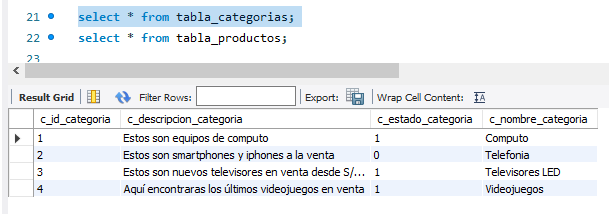 21 select * from tabla_categorias;
22 select * from tabla_productos;
23
Result Grid Filter Rows: Export: Wrap Cell Content: IA
c_id_categoria c_descripcion_categoria c_estado_categoria c_nombre_categoria
1 Estos son equipos de computo 1 Computo
2 Estos son smartphones y iphones a la venta 0 Telefonia
3 Estos son nuevos televisores en venta desde S/... 1 Televisores LED
4 Aquí encontraras los últimos videojuegos en venta 1 Videojuegos